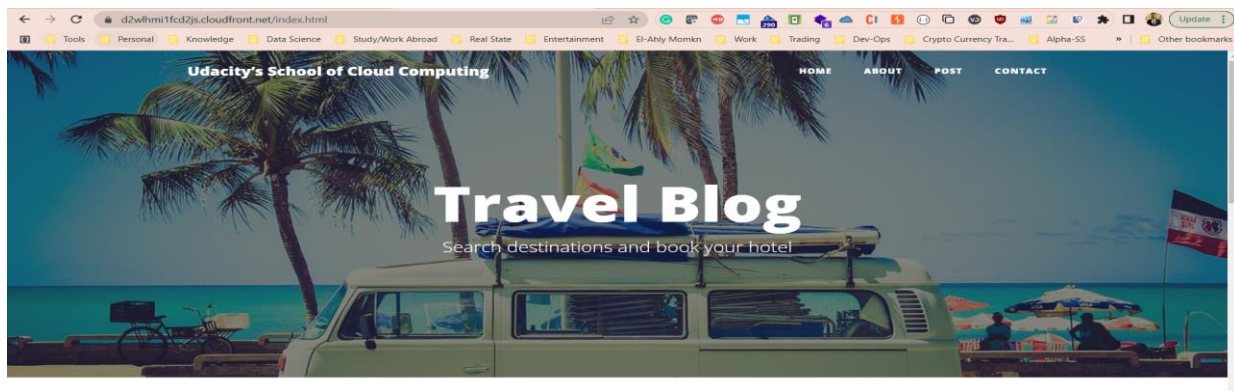 d2wlhmi1fcd2js.cloudfront.net/index.html
290
6
Update
Tools Personal Knowledge Data Science Study/Work Abroad Real State Entertainment El-Ahly Momkn Work Trading Dev-Ops Crypto Currency Tra... Alpha-SS » Other bookmarks
Udacity's School of Cloud Computing HOME ABOUT POST CONTACT
Travel Blog
Search destinations and book your hotel